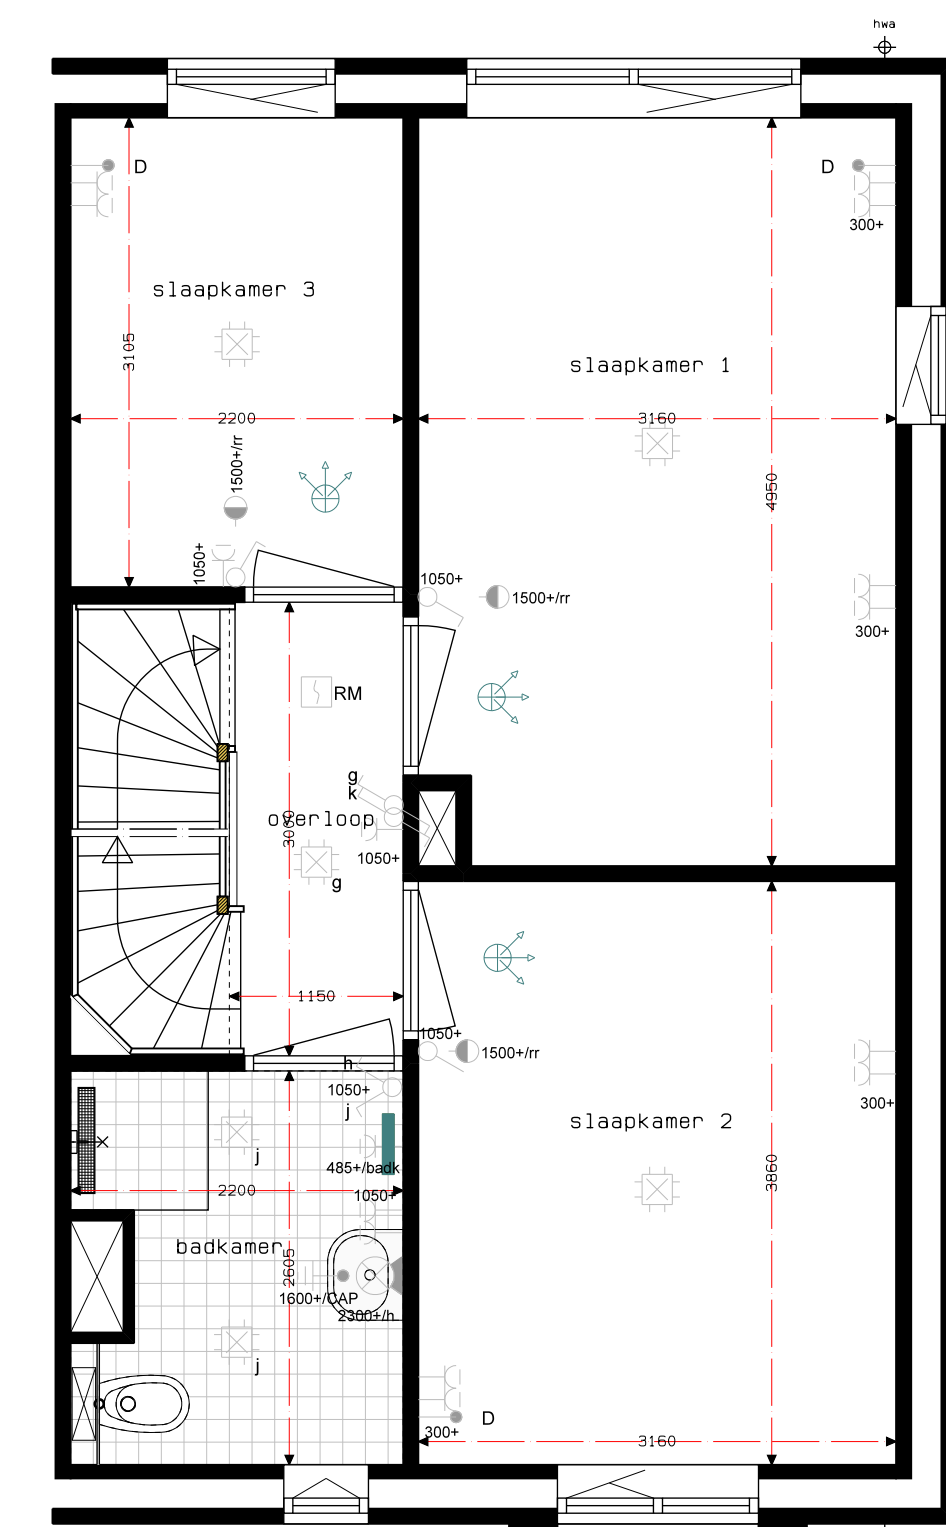 hwa
D
D
300+
slaapkamer 3
3105
slaapkamer 1
2200
3160
1500+/rr
4950
1050+
1050+
1500+/rr
300+
RM
g
k
overloop
3060
1050+
g
1150
1050+
1500+/rr
h
1050+
j
300+
slaapkamer 2
j
485+/badk
2200
1050+
3860
badkamer
2605
1600+/CAP
2300+/h
j
D
300+
3160